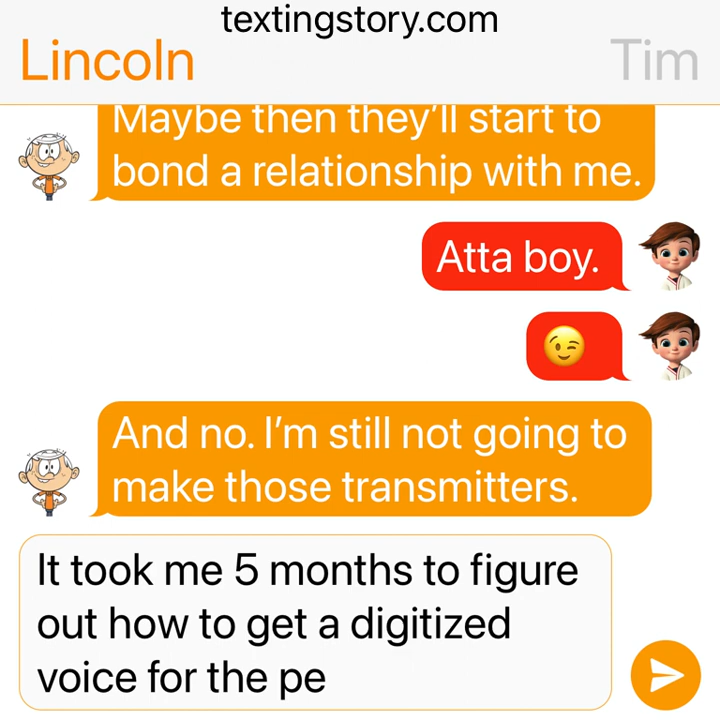 textingstory.com
Lincoln
Tim
Maybe then they’ll start to
bond a relationship with me.
Atta boy.
😉
And no. I’m still not going to
make those transmitters.
It took me 5 months to figure
out how to get a digitized
voice for the pe